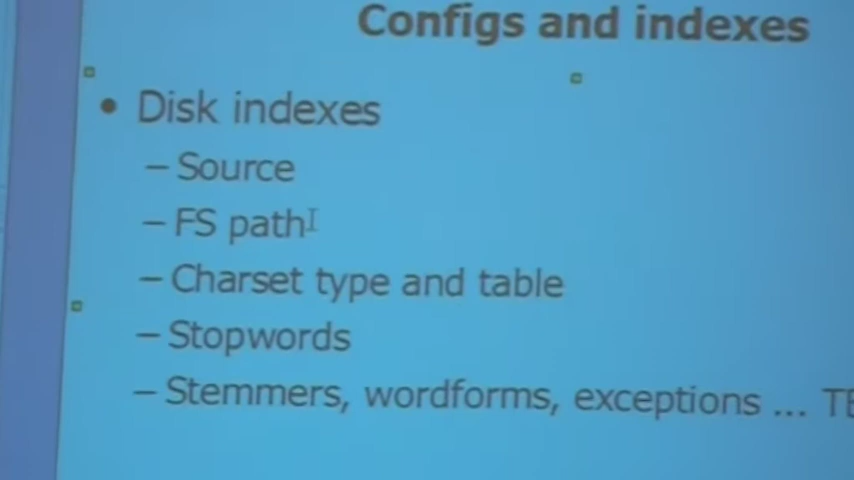 Configs and indexes
• Disk indexes
– Source
– FS path
– Charset type and table
– Stopwords
– Stemmers, wordforms, exceptions ...